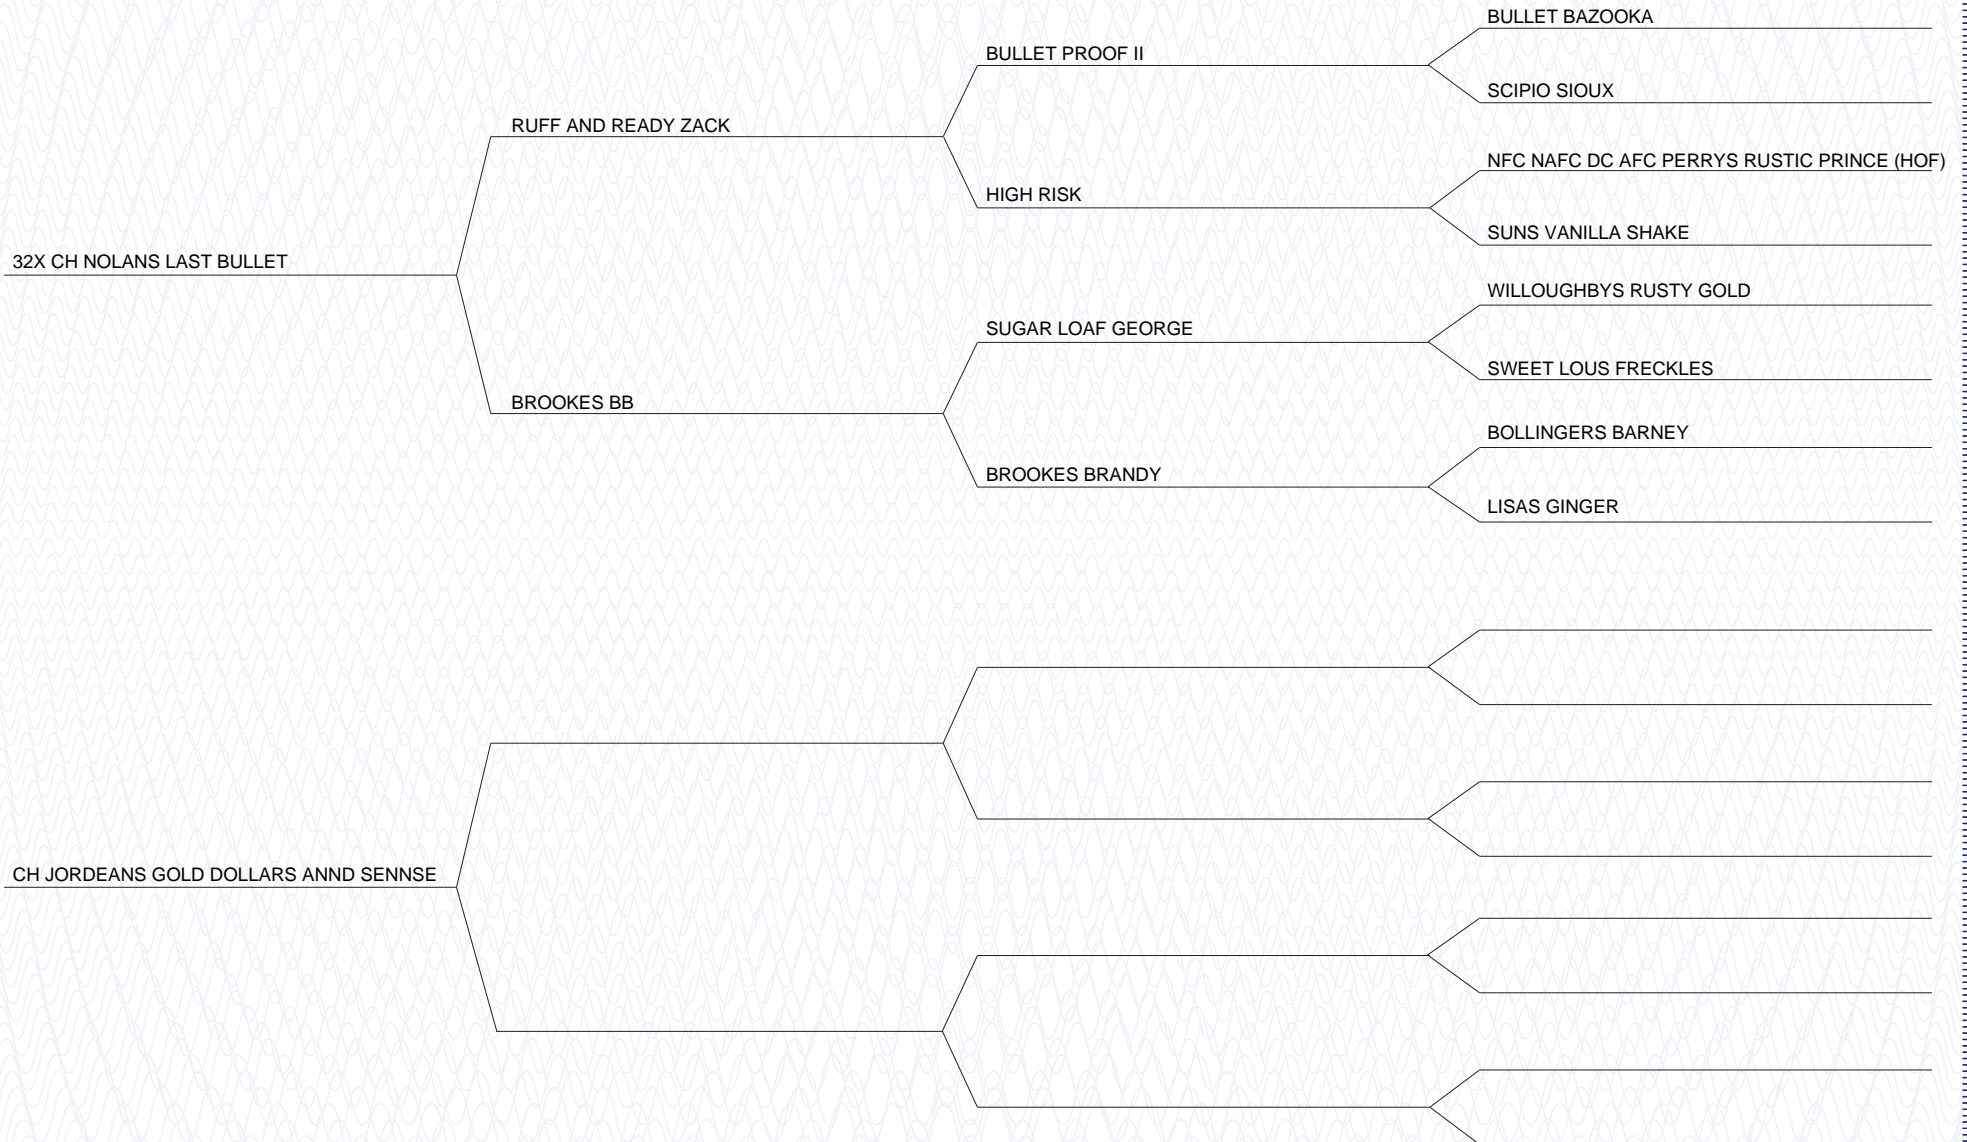 BULLET BAZOOKA
BULLET PROOF II
SCIPIO SIOUX
RUFF AND READY ZACK
NFC NAFC DC AFC PERRYS RUSTIC PRINCE (HOF)
HIGH RISK
SUNS VANILLA SHAKE
32X CH NOLANS LAST BULLET
WILLOUGHBYS RUSTY GOLD
SUGAR LOAF GEORGE
SWEET LOUS FRECKLES
BROOKES BB
BOLLINGERS BARNEY
BROOKES BRANDY
LISAS GINGER
CH JORDEANS GOLD DOLLARS ANND SENNSE